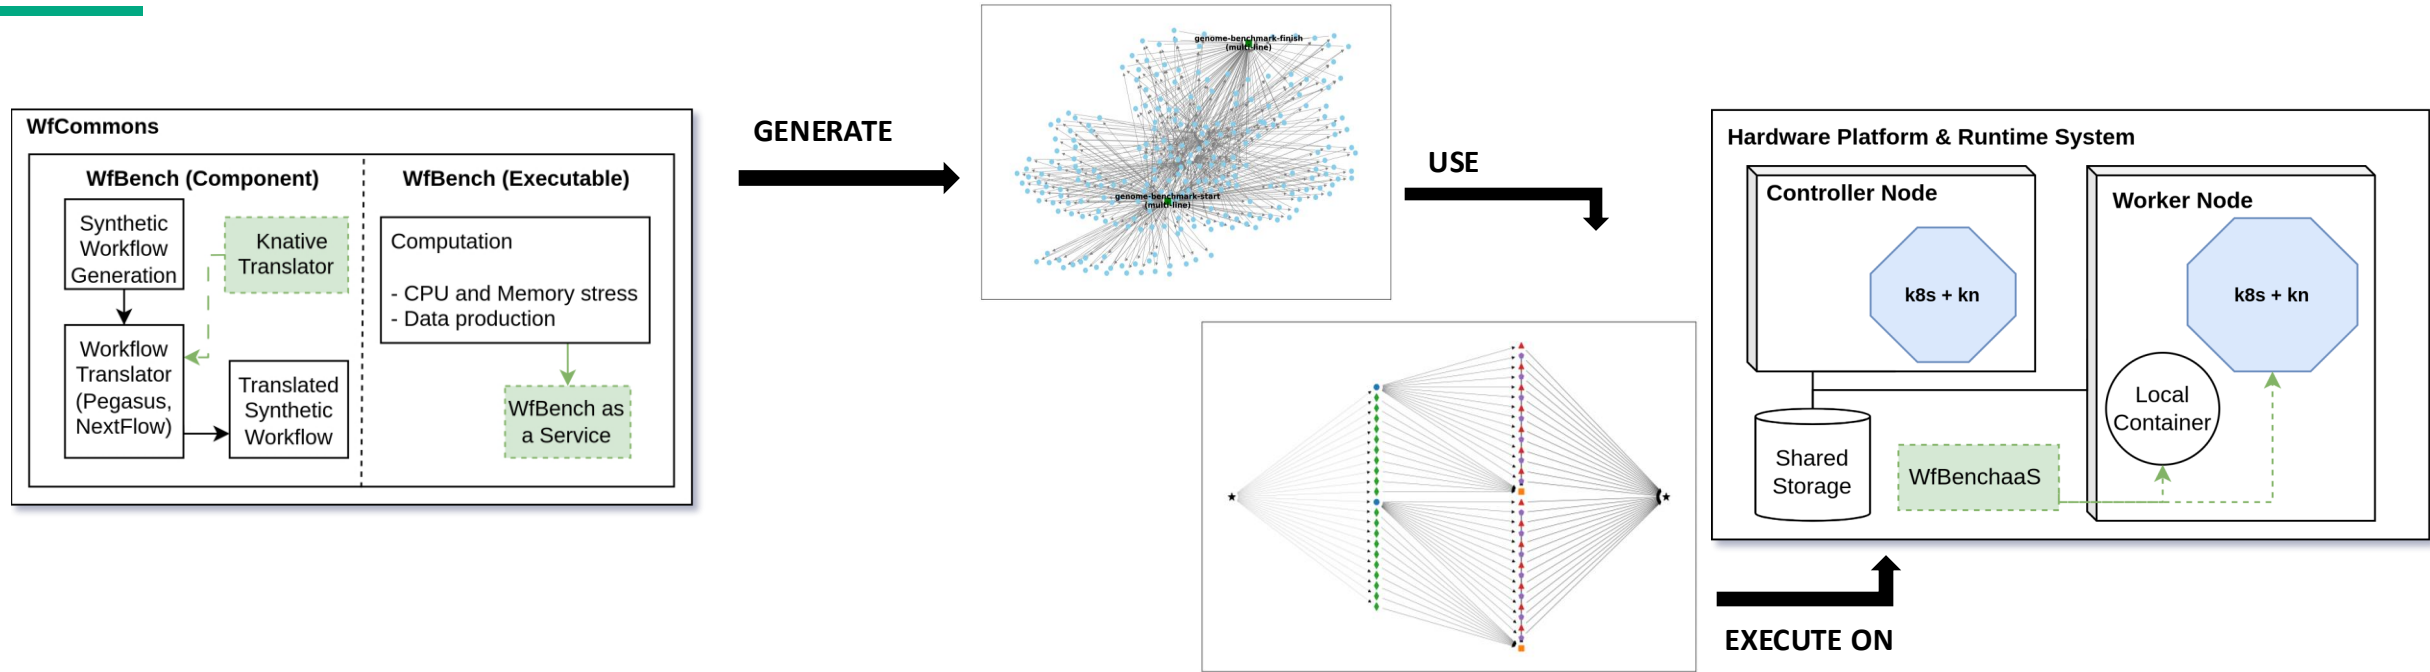 WfCommons
WfBench (Component)
Synthetic
Workflow
Generation
Knative
Translator
Workflow
Translator
(Pegasus,
NextFlow)
Translated
Synthetic
Workflow
WfBench (Executable)
Computation
- CPU and Memory stress
- Data production
WfBench as
a Service
GENERATE
genome-benchmark-finish
(multi-line)
genome-benchmark-start
(multi-line)
USE
Hardware Platform & Runtime System
Controller Node
k8s + kn
Worker Node
k8s + kn
Local
Container
Shared
Storage
WfBenchaaS
EXECUTE ON